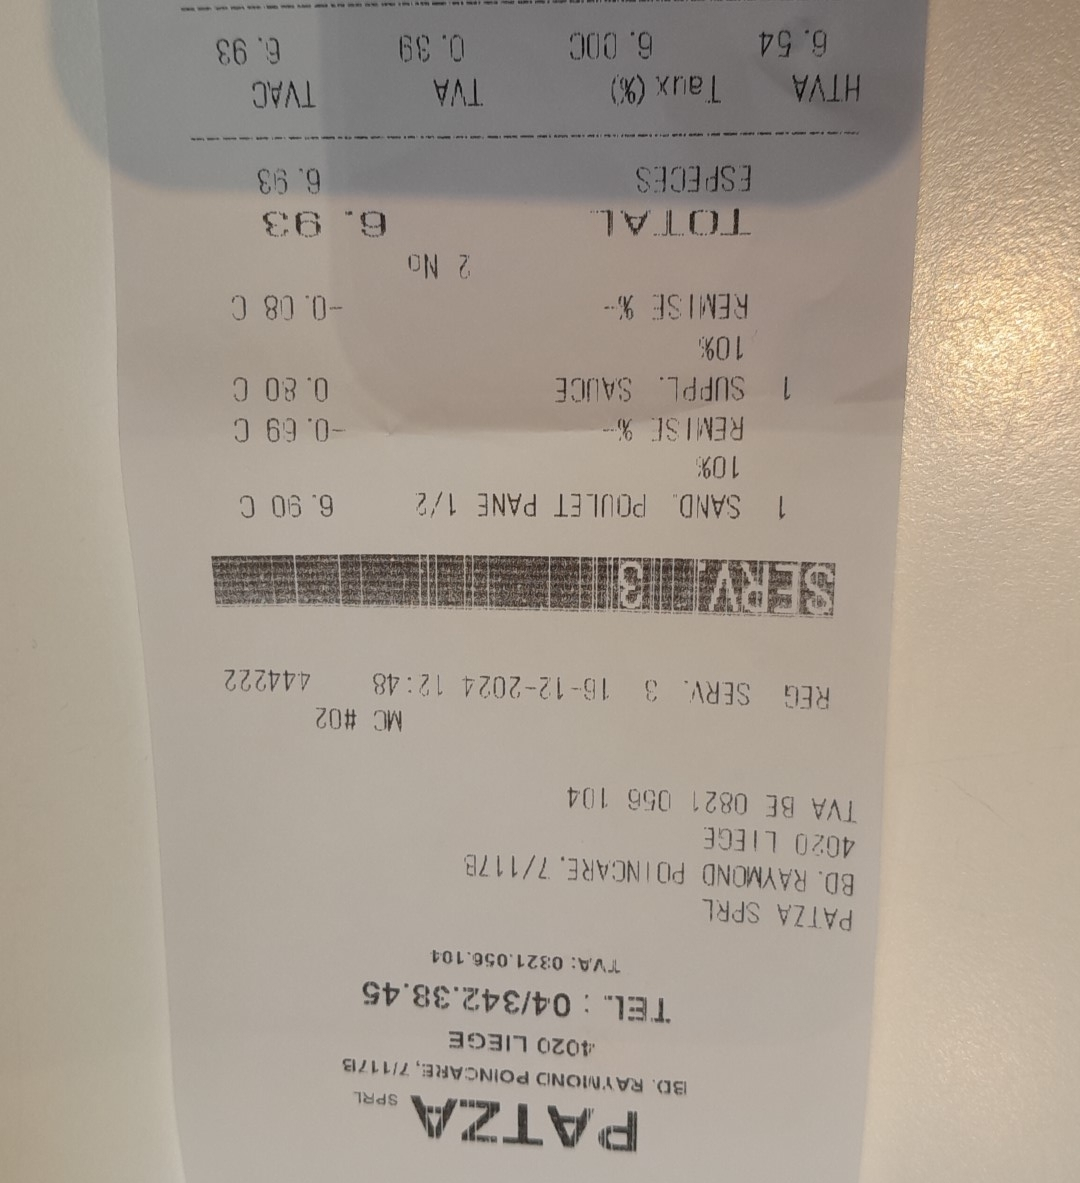 PATZA SPRL
BD. RAYMOND POINCARE, 7/117B
4020 LIEGE
TEL. : 04/342.38.45
TVA: 0821.056.104
PATZA SPRL
BD. RAYMOND POINCARE, 7/117B
4020 LIEGE
TVA BE 0821 056 104
MC #02
REG SERV. 3 16-12-2024 12:48 444222
SERV. 3
1 SAND. POULET PANE 1/2 6.90 C
10%
REMISE %- -0.69 C
1 SUPPL. SAUCE 0.80 C
10%
REMISE %- -0.08 C
2 No
TOTAL 6.93
ESPECES 6.93
HTVA Taux (%) TVA TVAC
6.54 6.00C 0.39 6.93